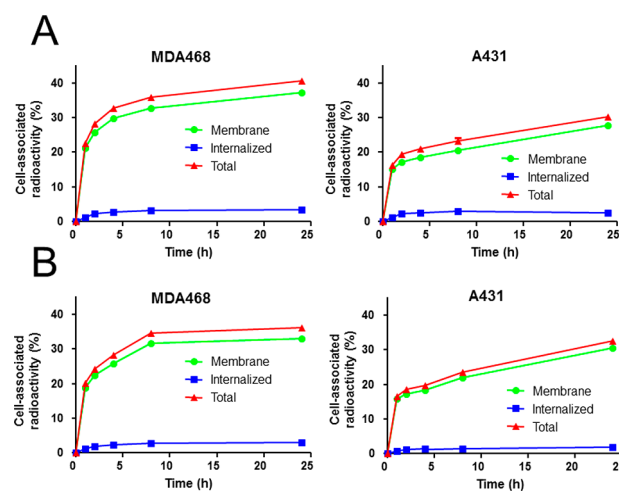 A
MDA468
Cell-associated
radioactivity (%)
40
30
20
10
0
0
5
10
15
20
25
Time (h)
Membrane
Internalized
Total
A431
Cell-associated
radioactivity (%)
40
30
20
10
0
0
5
10
15
20
25
Time (h)
Membrane
Internalized
Total
B
MDA468
Cell-associated
radioactivity (%)
40
30
20
10
0
0
5
10
15
20
25
Time (h)
Membrane
Internalized
Total
A431
Cell-associated
radioactivity (%)
40
30
20
10
0
0
5
10
15
20
Time (h)
Membrane
Internalized
Total